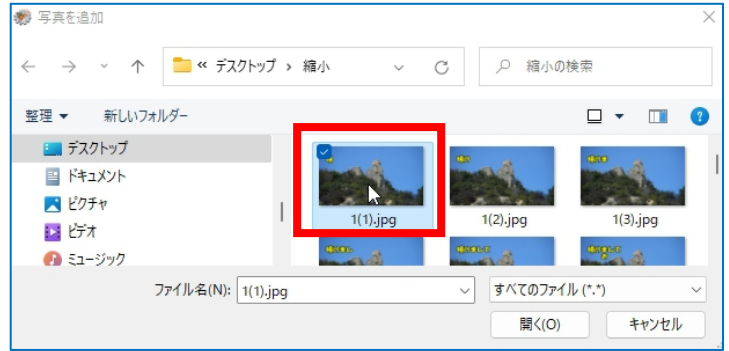 写真を追加
« デスクトップ › 縮小
縮小の検索
整理 新しいフォルダー
デスクトップ
ドキュメント
ピクチャ
ビデオ
ミュージック
1(1).jpg 1(2).jpg 1(3).jpg
ファイル名(N): 1(1).jpg すべてのファイル (*.*)
開く(O) キャンセル